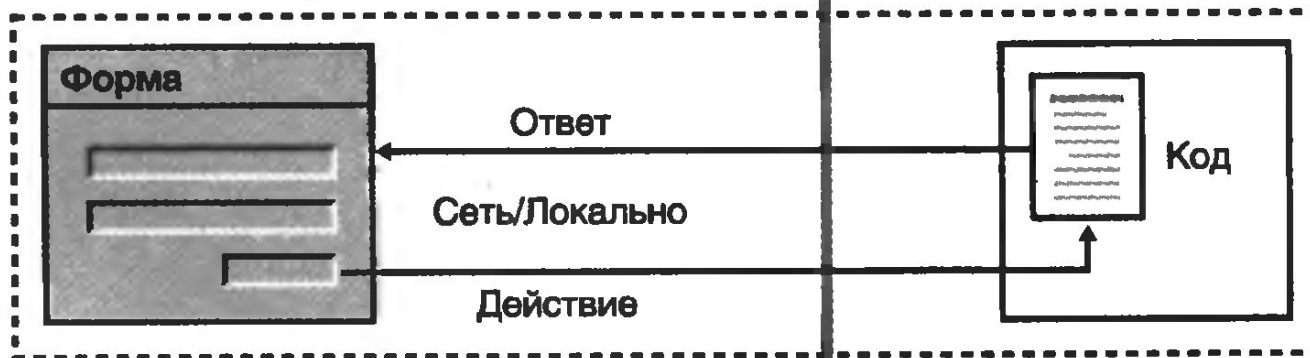 Форма
Ответ
Код
Сеть/Локально
Действие